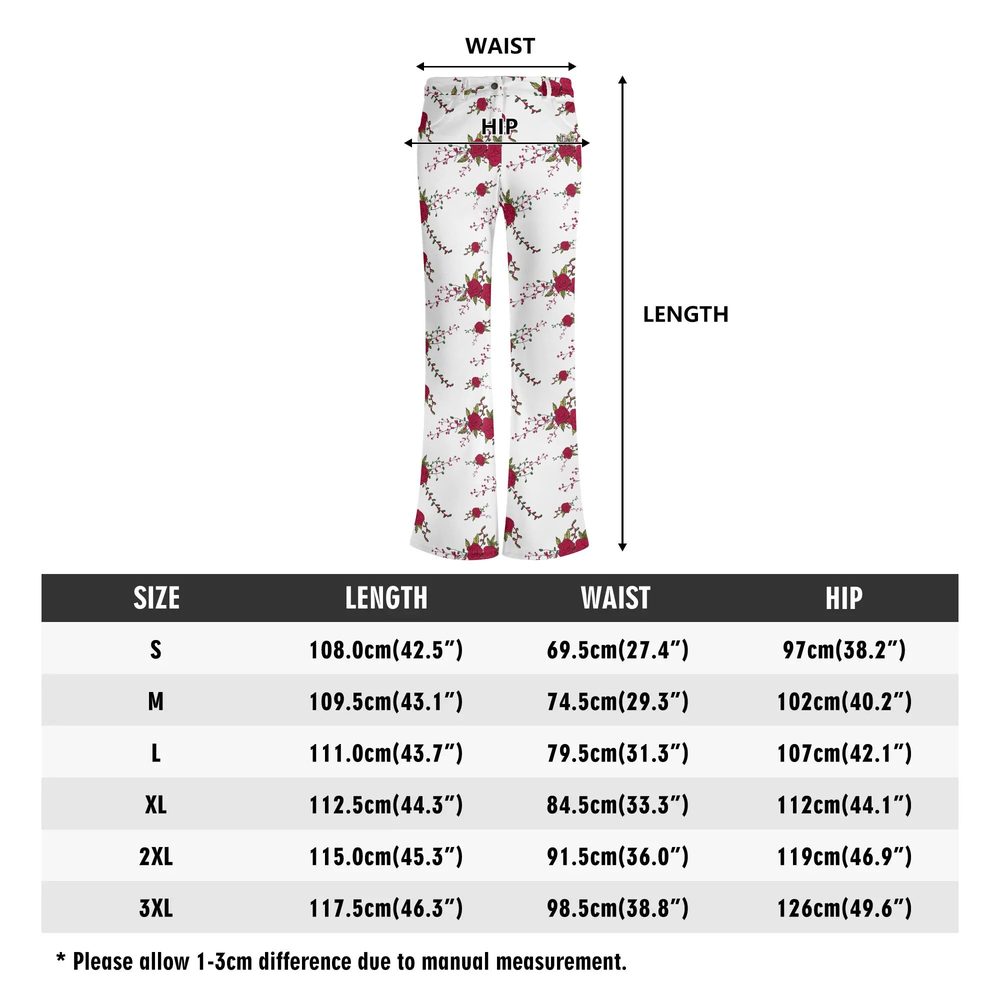 WAIST
HIP
LENGTH
SIZE LENGTH WAIST HIP
S 108.0cm(42.5”) 69.5cm(27.4”) 97cm(38.2”)
M 109.5cm(43.1”) 74.5cm(29.3”) 102cm(40.2”)
L 111.0cm(43.7”) 79.5cm(31.3”) 107cm(42.1”)
XL 112.5cm(44.3”) 84.5cm(33.3”) 112cm(44.1”)
2XL 115.0cm(45.3”) 91.5cm(36.0”) 119cm(46.9”)
3XL 117.5cm(46.3”) 98.5cm(38.8”) 126cm(49.6”)
* Please allow 1-3cm difference due to manual measurement.